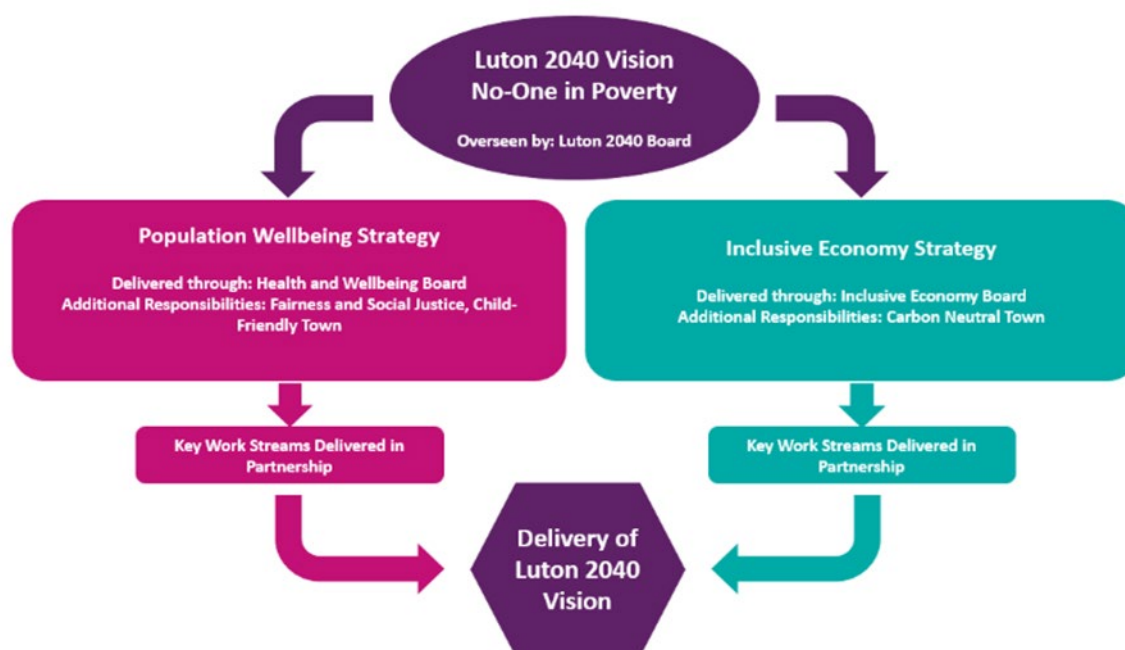 Luton 2040 Vision
No-One in Poverty
Overseen by: Luton 2040 Board
Population Wellbeing Strategy
Delivered through: Health and Wellbeing Board
Additional Responsibilities: Fairness and Social Justice, Child-
Friendly Town
Inclusive Economy Strategy
Delivered through: Inclusive Economy Board
Additional Responsibilities: Carbon Neutral Town
Key Work Streams Delivered in
Partnership
Key Work Streams Delivered in
Partnership
Delivery of
Luton 2040
Vision